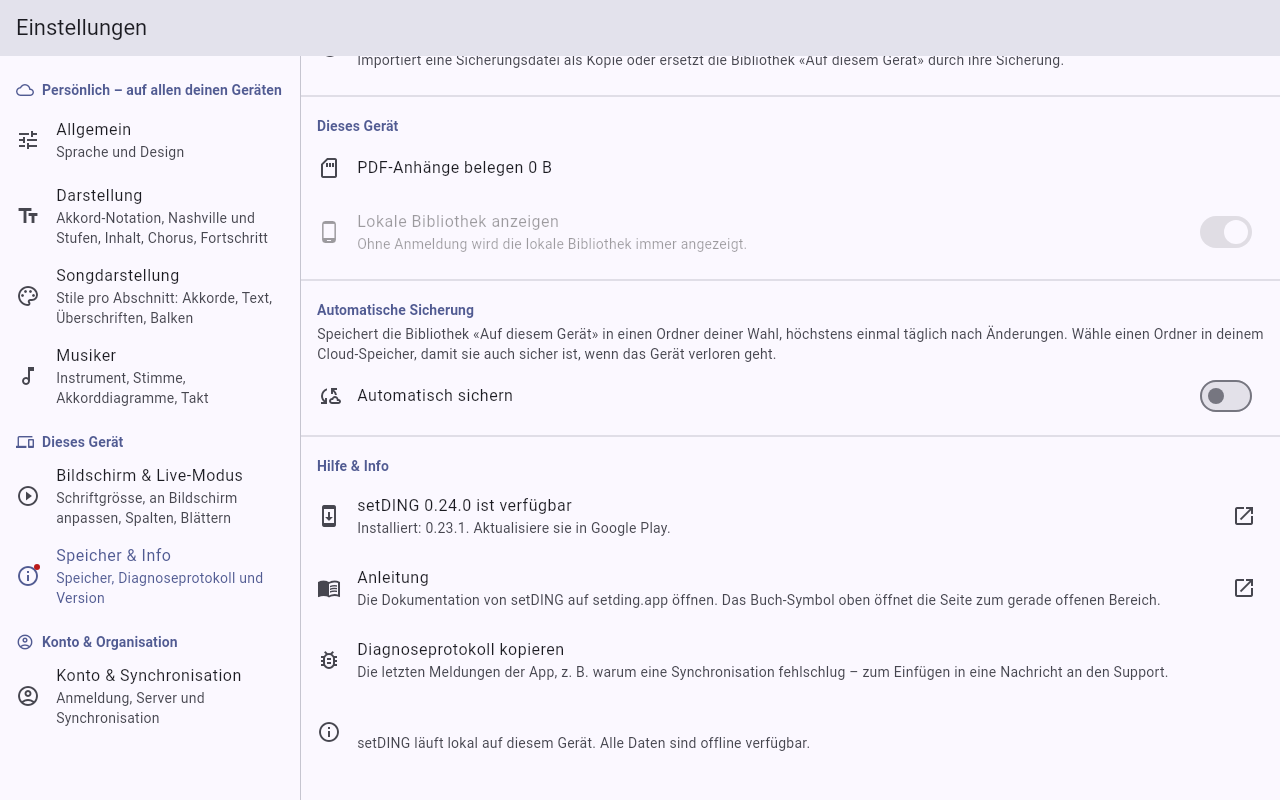 Einstellungen
Persönlich – auf allen deinen Geräten
Allgemein
Sprache und Design
Darstellung
Akkord-Notation, Nashville und
Stufen, Inhalt, Chorus, Fortschritt
Songdarstellung
Stile pro Abschnitt: Akkorde, Text,
Überschriften, Balken
Musiker
Instrument, Stimme,
Akkorddiagramme, Takt
Dieses Gerät
Bildschirm & Live-Modus
Schriftgrösse, an Bildschirm
anpassen, Spalten, Blättern
Speicher & Info
Speicher, Diagnoseprotokoll und
Version
Konto & Organisation
Konto & Synchronisation
Anmeldung, Server und
Synchronisation
Importiert eine Sicherungsdatei als Kopie oder ersetzt die Bibliothek «Auf diesem Gerät» durch ihre Sicherung.
Dieses Gerät
PDF-Anhänge belegen 0 B
Lokale Bibliothek anzeigen
Ohne Anmeldung wird die lokale Bibliothek immer angezeigt.
Automatische Sicherung
Speichert die Bibliothek «Auf diesem Gerät» in einen Ordner deiner Wahl, höchstens einmal täglich nach Änderungen. Wähle einen Ordner in deinem
Cloud-Speicher, damit sie auch sicher ist, wenn das Gerät verloren geht.
Automatisch sichern
Hilfe & Info
setDING 0.24.0 ist verfügbar
Installiert: 0.23.1. Aktualisiere sie in Google Play.
Anleitung
Die Dokumentation von setDING auf setding.app öffnen. Das Buch-Symbol oben öffnet die Seite zum gerade offenen Bereich.
Diagnoseprotokoll kopieren
Die letzten Meldungen der App, z. B. warum eine Synchronisation fehlschlug – zum Einfügen in eine Nachricht an den Support.
setDING läuft lokal auf diesem Gerät. Alle Daten sind offline verfügbar.